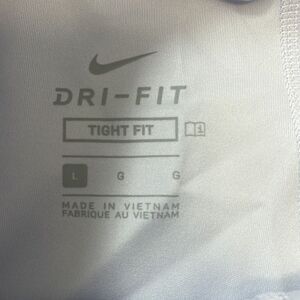 DRI-FIT
TIGHT FIT
L G G
MADE IN VIETNAM
FABRIQUE AU VIETNAM